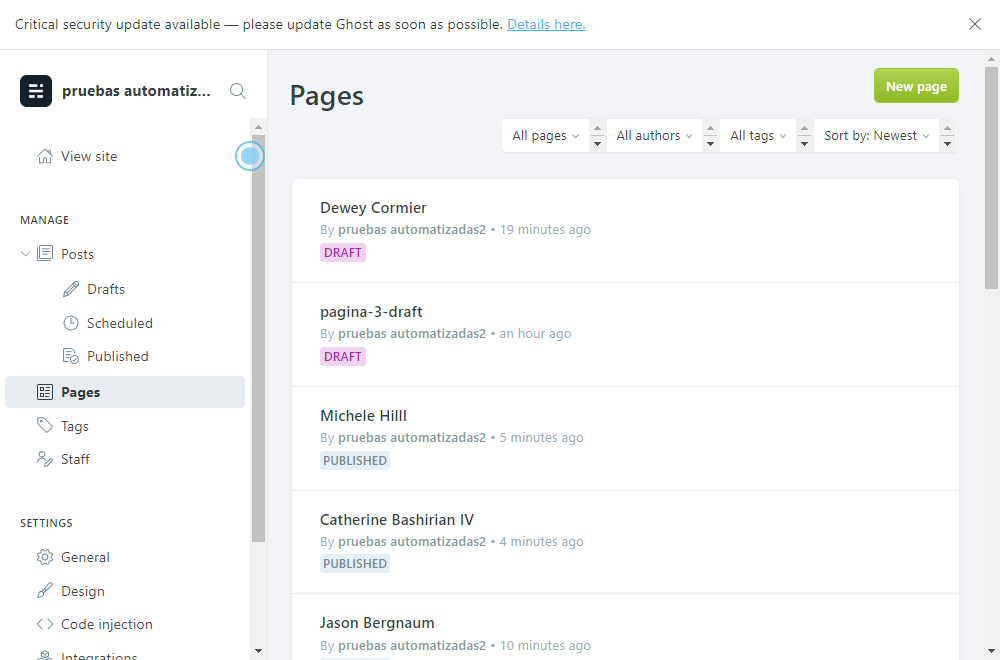 Critical security update available — please update Ghost as soon as possible. Details here.
pruebas automatiz...
View site
MANAGE
Posts
Drafts
Scheduled
Published
Pages
Tags
Staff
SETTINGS
General
Design
Code injection
Integrations
Pages
New page
All pages
All authors
All tags
Sort by: Newest
Dewey Cormier
By pruebas automatizadas2 • 19 minutes ago
DRAFT
pagina-3-draft
By pruebas automatizadas2 • an hour ago
DRAFT
Michele Hilll
By pruebas automatizadas2 • 5 minutes ago
PUBLISHED
Catherine Bashirian IV
By pruebas automatizadas2 • 4 minutes ago
PUBLISHED
Jason Bergnaum
By pruebas automatizadas2 • 10 minutes ago